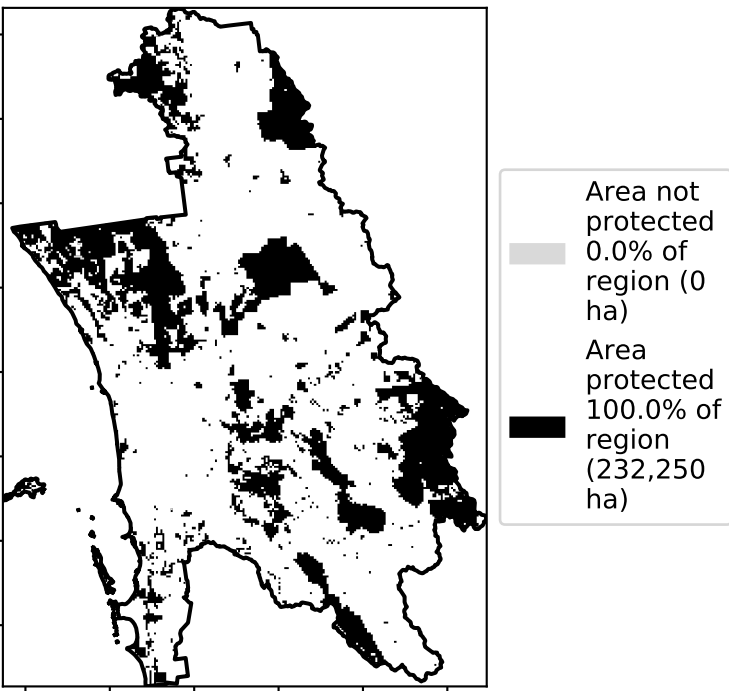 Area not
protected
0.0% of
region (0
ha)
Area
protected
100.0% of
region
(232,250
ha)